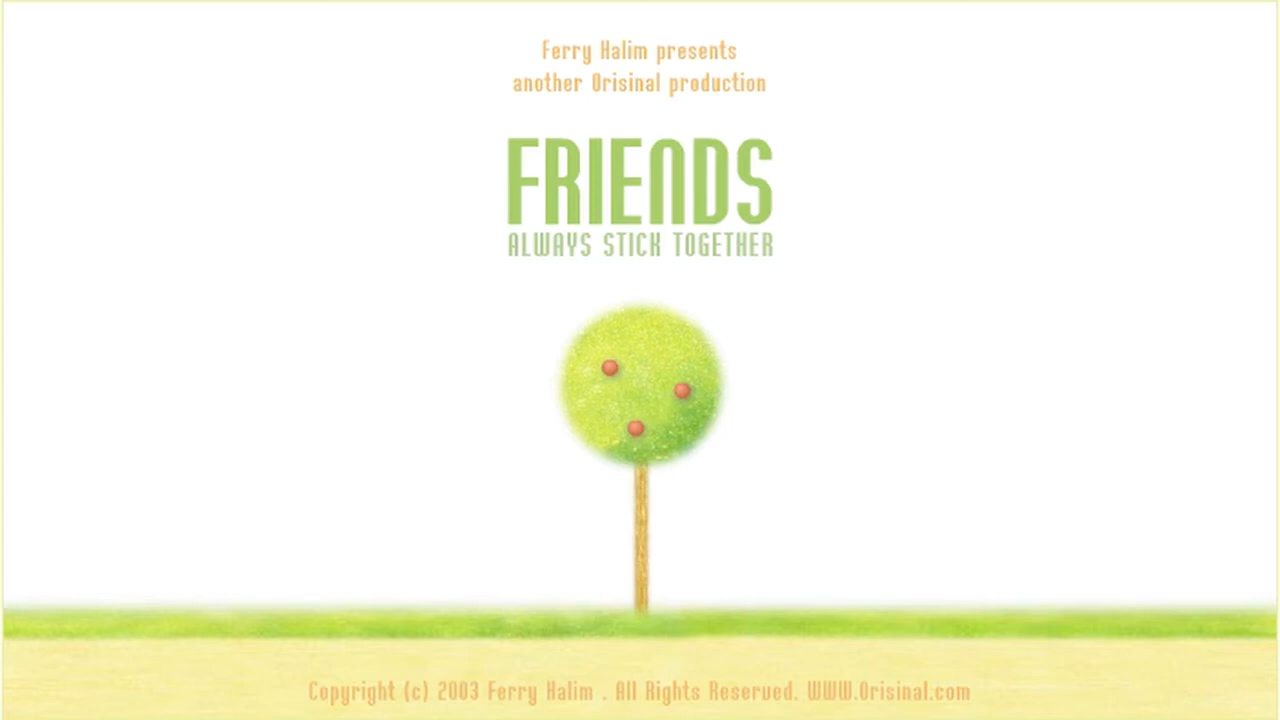 Ferry Halim presents
another Orisinal production
FRIENDS
ALWAYS STICK TOGETHER
Copyright (c) 2003 Ferry Halim . All Rights Reserved. WWW.Orisinal.com